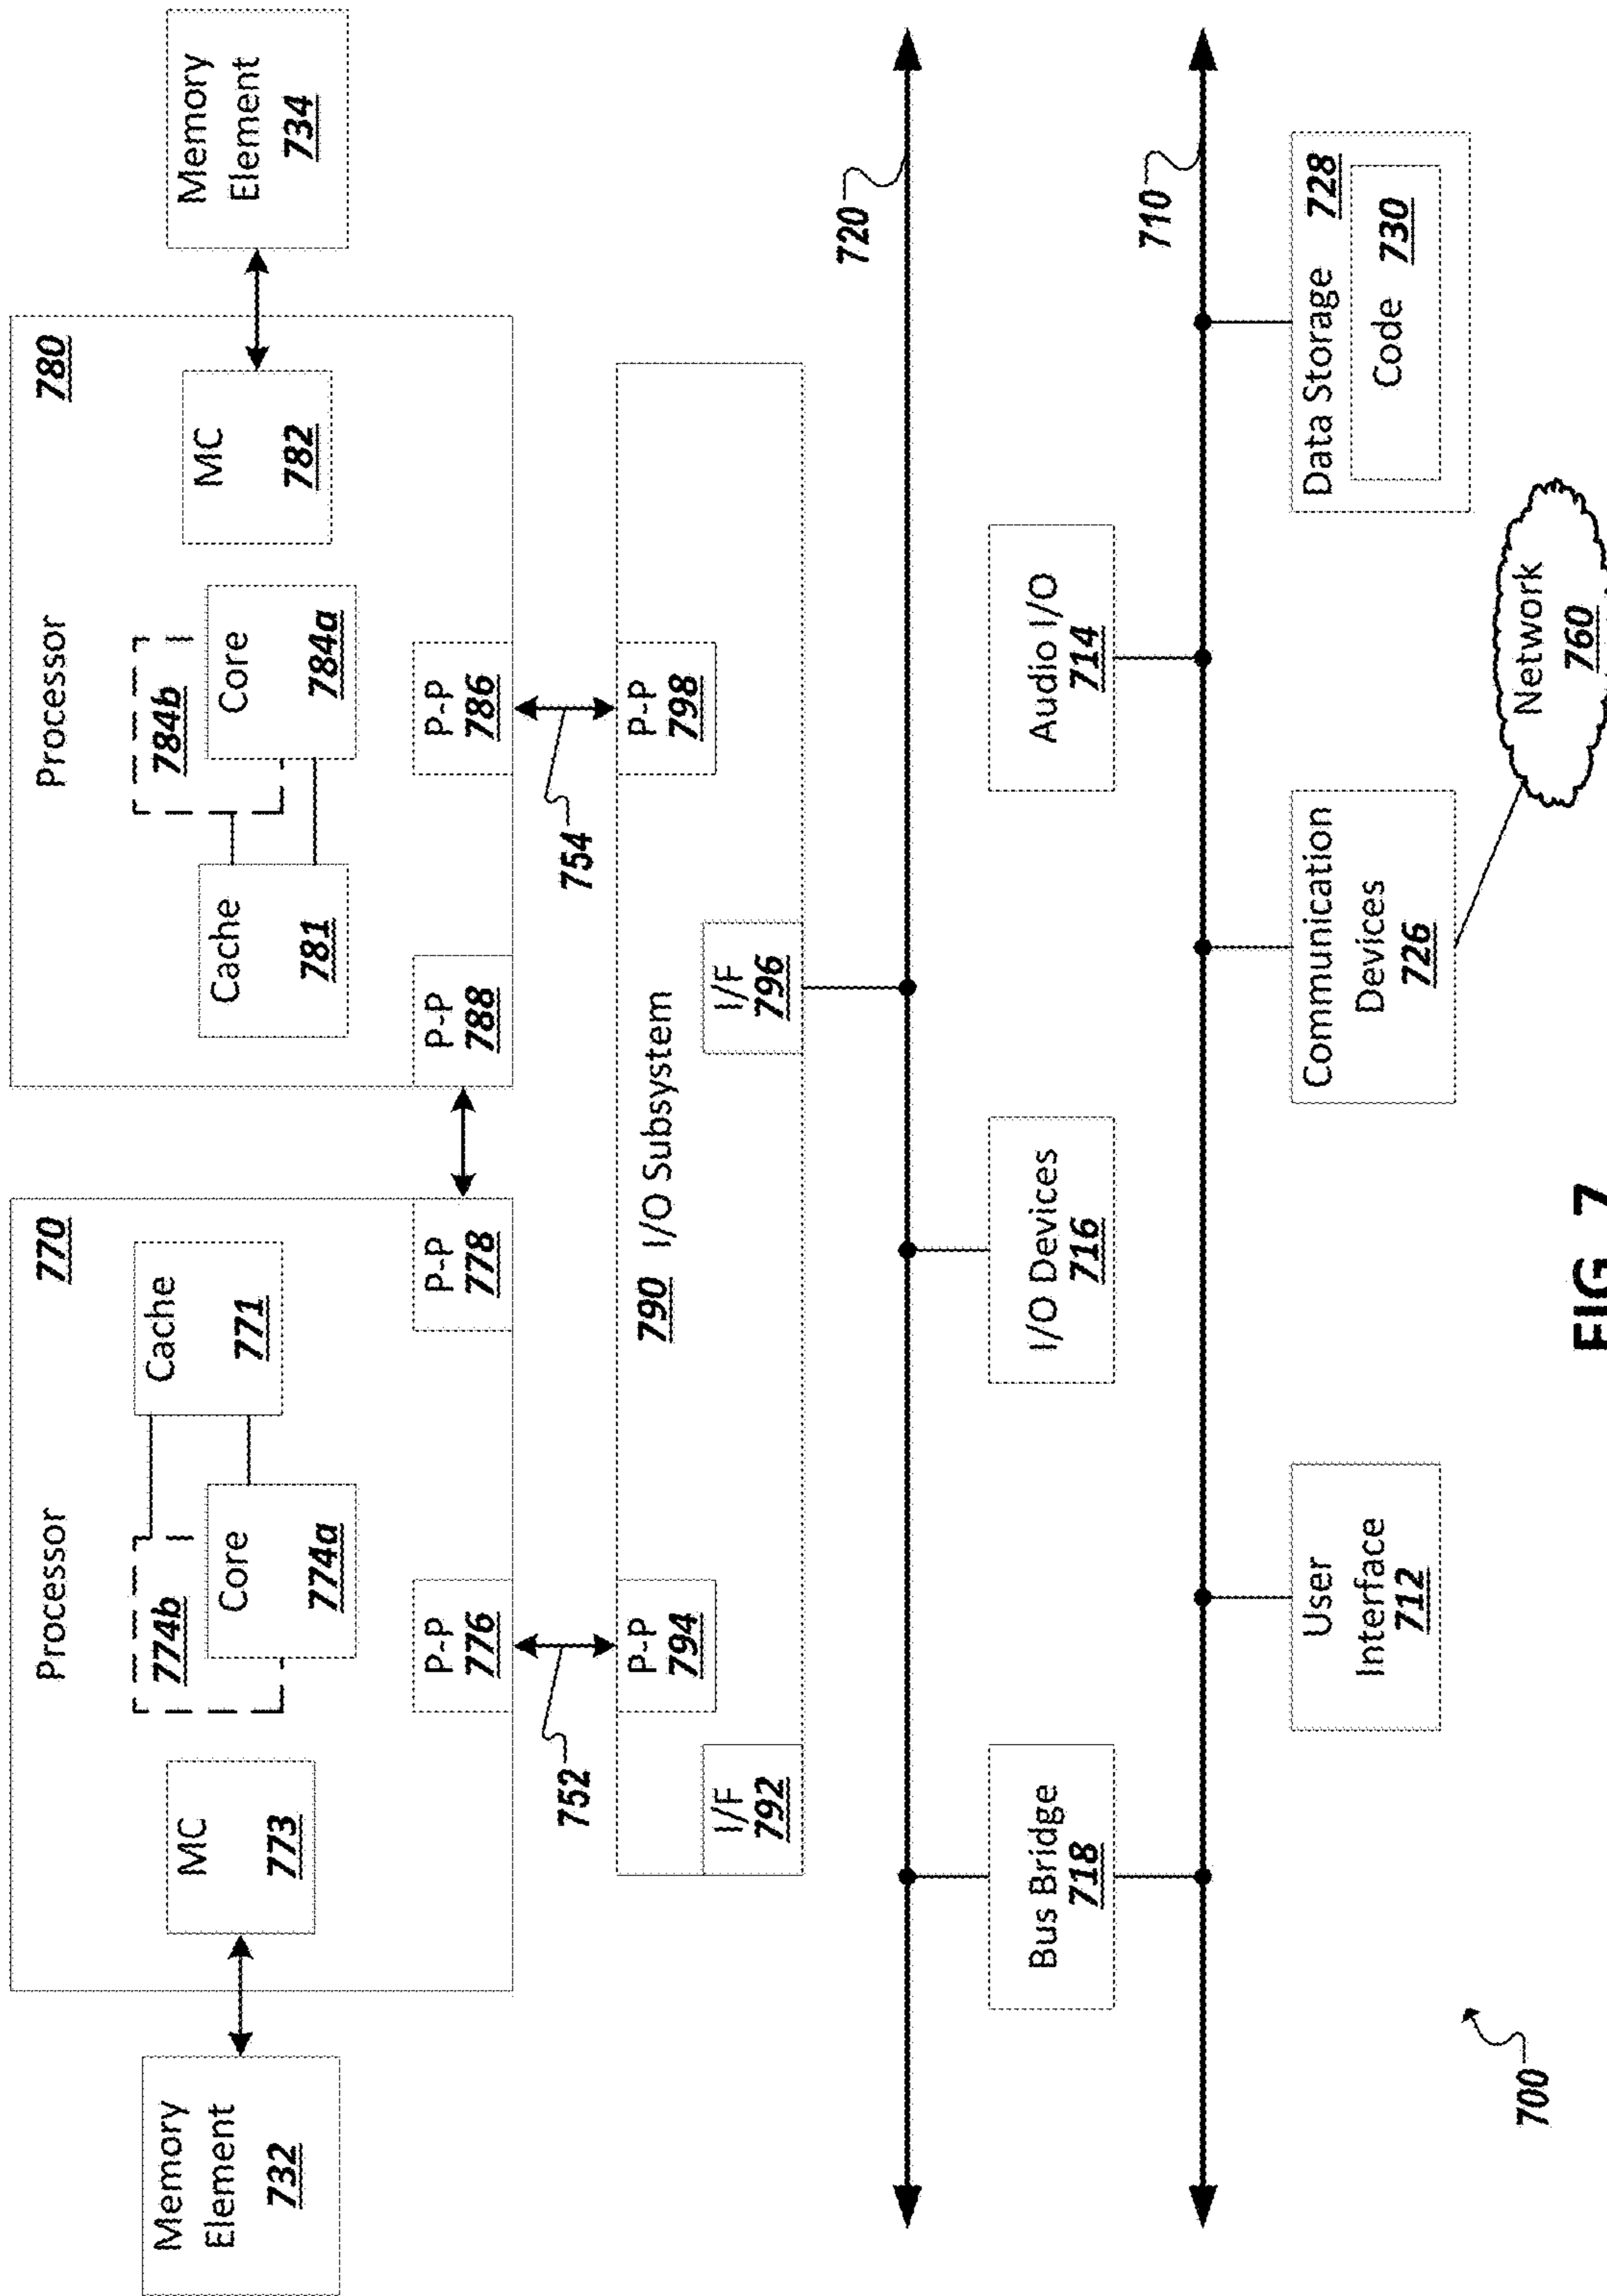 Memory
Element
732
Processor
770
MC
773
774b
Core
774a
Cache
771
P-P
776
P-P
778
Processor
780
Cache
781
784b
Core
784a
MC
782
P-P
788
P-P
786
Memory
Element
734
752
754
P-P
794
790 I/O Subsystem
P-P
798
I/F
792
I/F
796
720
Bus Bridge
718
I/O Devices
716
Audio I/O
714
710
User
Interface
712
Communication
Devices
726
Data Storage 728
Code 730
Network
760
700
FIG. 7